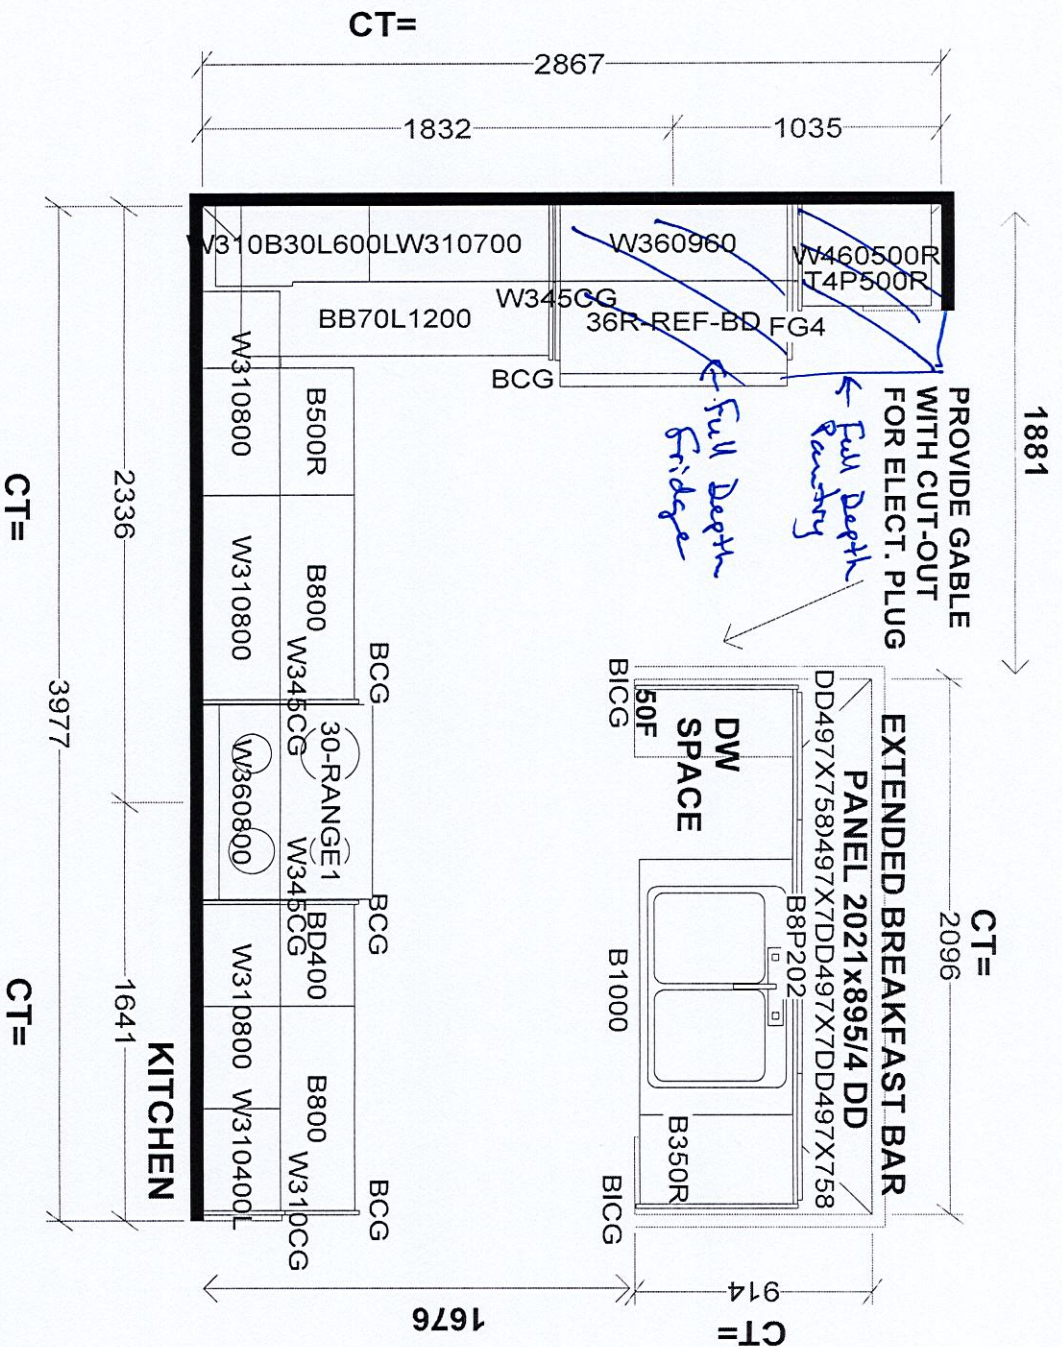 CT=
2867
1832
1035
W310B30L600LW310700
W360960
W460500R
T4P500R
W345CG
BB70L1200
36R-REF-BD
FG4
BCG
← Full Depth
Fridge
← Full Depth
Pantry
PROVIDE GABLE
WITH CUT-OUT
FOR ELECT. PLUG
1881
W310800
B500R
W310800
B800
W345CG
BCG
30-RANGE1
W360800
W345CG
BCG
BD400
W310800
B800
W310400L
W310CG
BCG
KITCHEN
2336
1641
3977
CT=
CT=
BICG
50F
DW
SPACE
B1000
B8P202
B350R
BICG
DD497X758D497X7DD497X7DD497X758
PANEL 2021x895/4 DD
EXTENDED BREAKFAST BAR
2096
CT=
914
CT=
1676